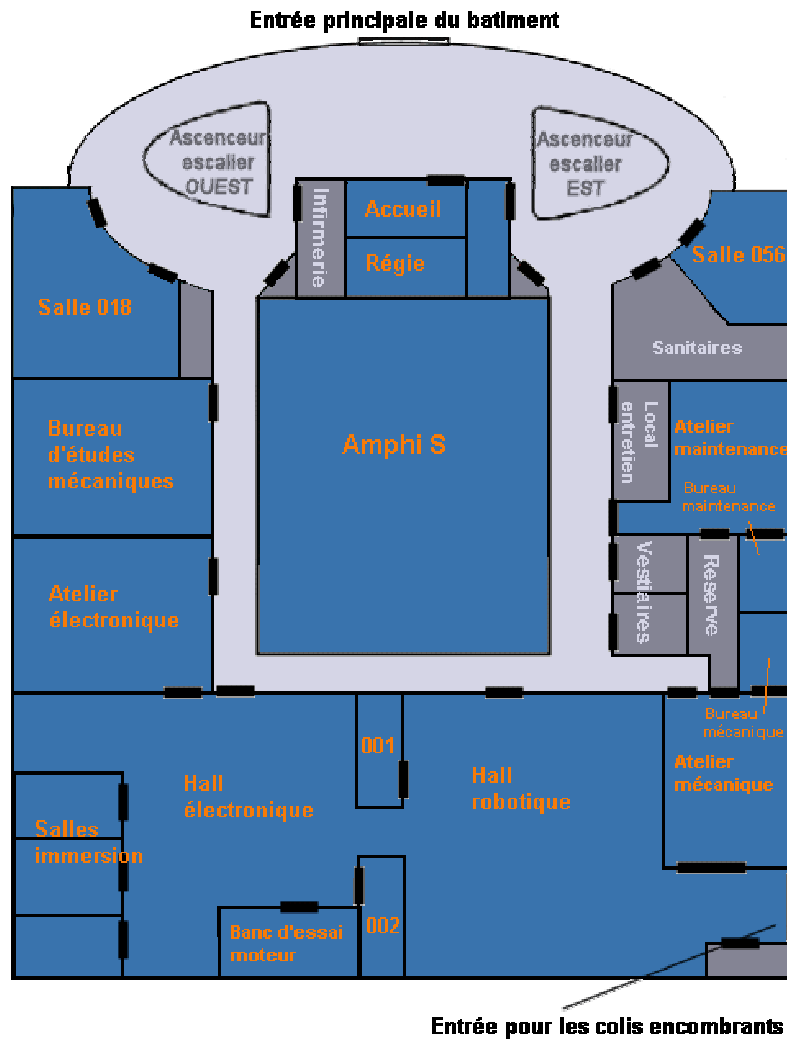 Entrée principale du batiment
Ascenceur
escalier
OUEST
Ascenceur
escalier
EST
Infirmerie
Accueil
Régie
Salle 056
Salle 018
Sanitaires
Bureau
d'études
mécaniques
Amphi S
Local
entretien
Atelier
maintenance
Bureau
maintenance
Atelier
électronique
Vestiaires
Reserve
Bureau
mécanique
001
Hall
électronique
Hall
robotique
Atelier
mécanique
Salles
immersion
002
Banc d'essai
moteur
Entrée pour les colis encombrants